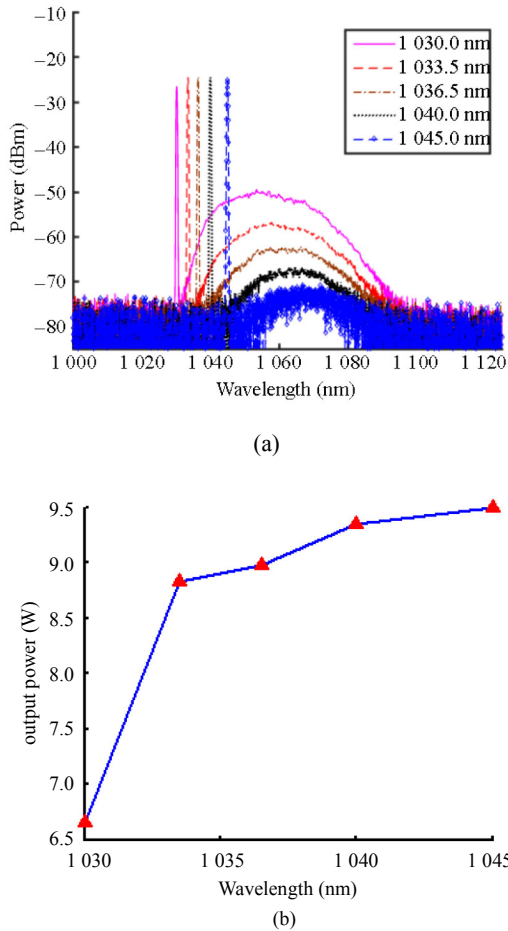 −10
−20
−30
−40
−50
−60
−70
−80
Power (dBm)
1 030.0 nm
1 033.5 nm
1 036.5 nm
1 040.0 nm
1 045.0 nm
1 000 1 020 1 040 1 060 1 080 1 100 1 120
Wavelength (nm)
(a)
9.5
9.0
8.5
8.0
7.5
7.0
6.5
output power (W)
1 030 1 035 1 040 1 045
Wavelength (nm)
(b)